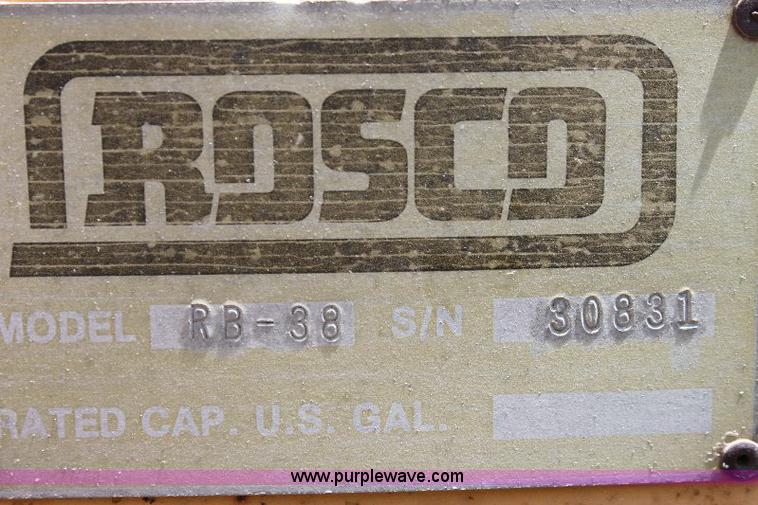 ROSCO
MODEL RB-38 S/N 30831
RATED CAP. U.S. GAL.
www.purplewave.com